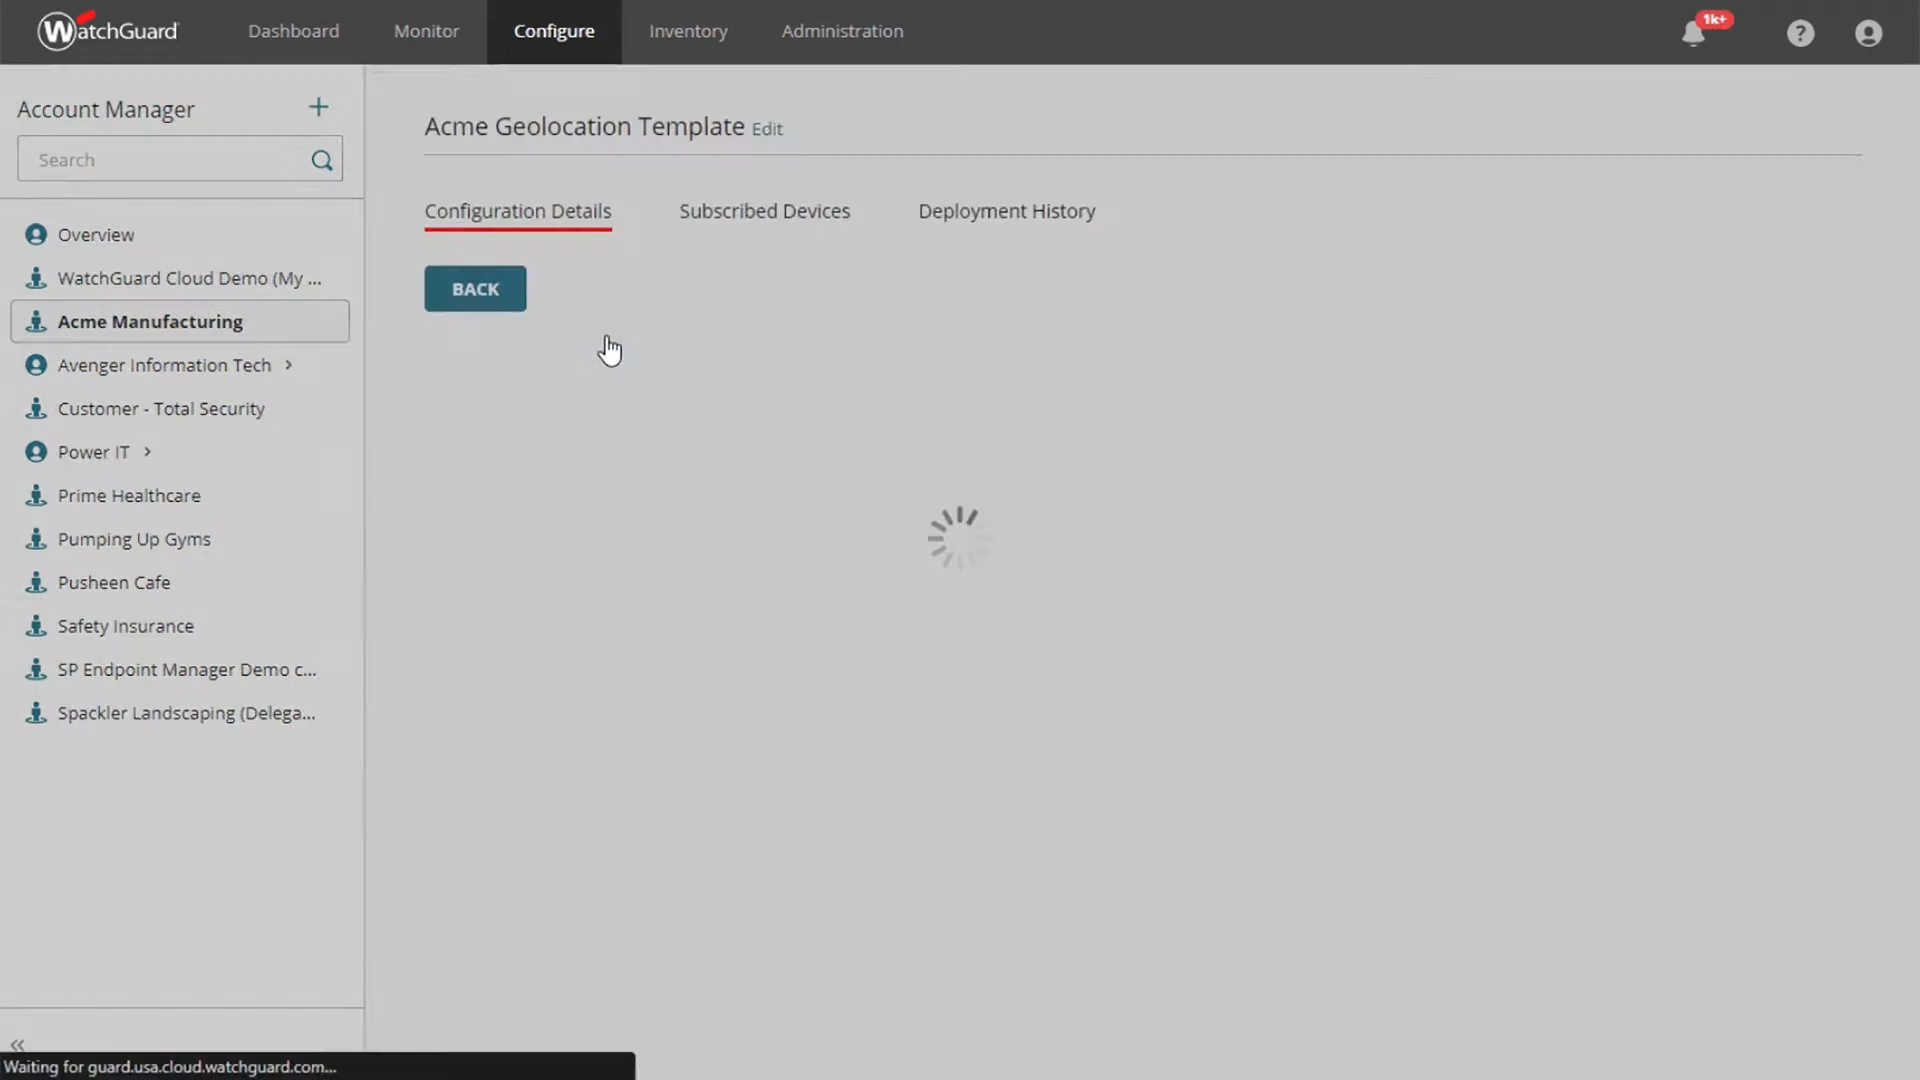 WatchGuard
Dashboard
Monitor
Configure
Inventory
Administration
1k+
?
Account Manager
+
Search
Overview
WatchGuard Cloud Demo (My ...
Acme Manufacturing
Avenger Information Tech >
Customer - Total Security
Power IT >
Prime Healthcare
Pumping Up Gyms
Pusheen Cafe
Safety Insurance
SP Endpoint Manager Demo c...
Spackler Landscaping (Delega...
«
Acme Geolocation Template Edit
Configuration Details
Subscribed Devices
Deployment History
BACK
Waiting for guard.usa.cloud.watchguard.com...